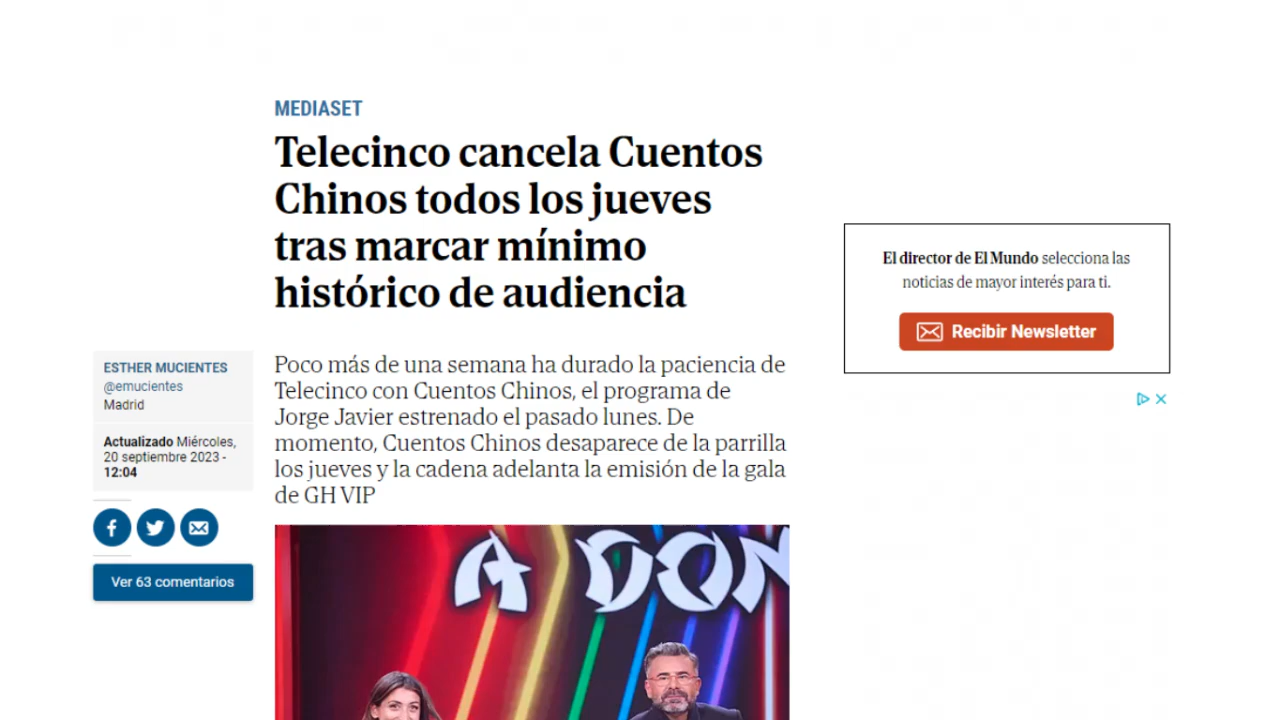 MEDIASET
Telecinco cancela Cuentos
Chinos todos los jueves
tras marcar mínimo
histórico de audiencia
El director de El Mundo selecciona las
noticias de mayor interés para ti.
Recibir Newsletter
ESTHER MUCIENTES
@emucientes
Madrid
Actualizado Miércoles,
20 septiembre 2023 -
12:04
Ver 63 comentarios
Poco más de una semana ha durado la paciencia de
Telecinco con Cuentos Chinos, el programa de
Jorge Javier estrenado el pasado lunes. De
momento, Cuentos Chinos desaparece de la parrilla
los jueves y la cadena adelanta la emisión de la gala
de GH VIP
A DON